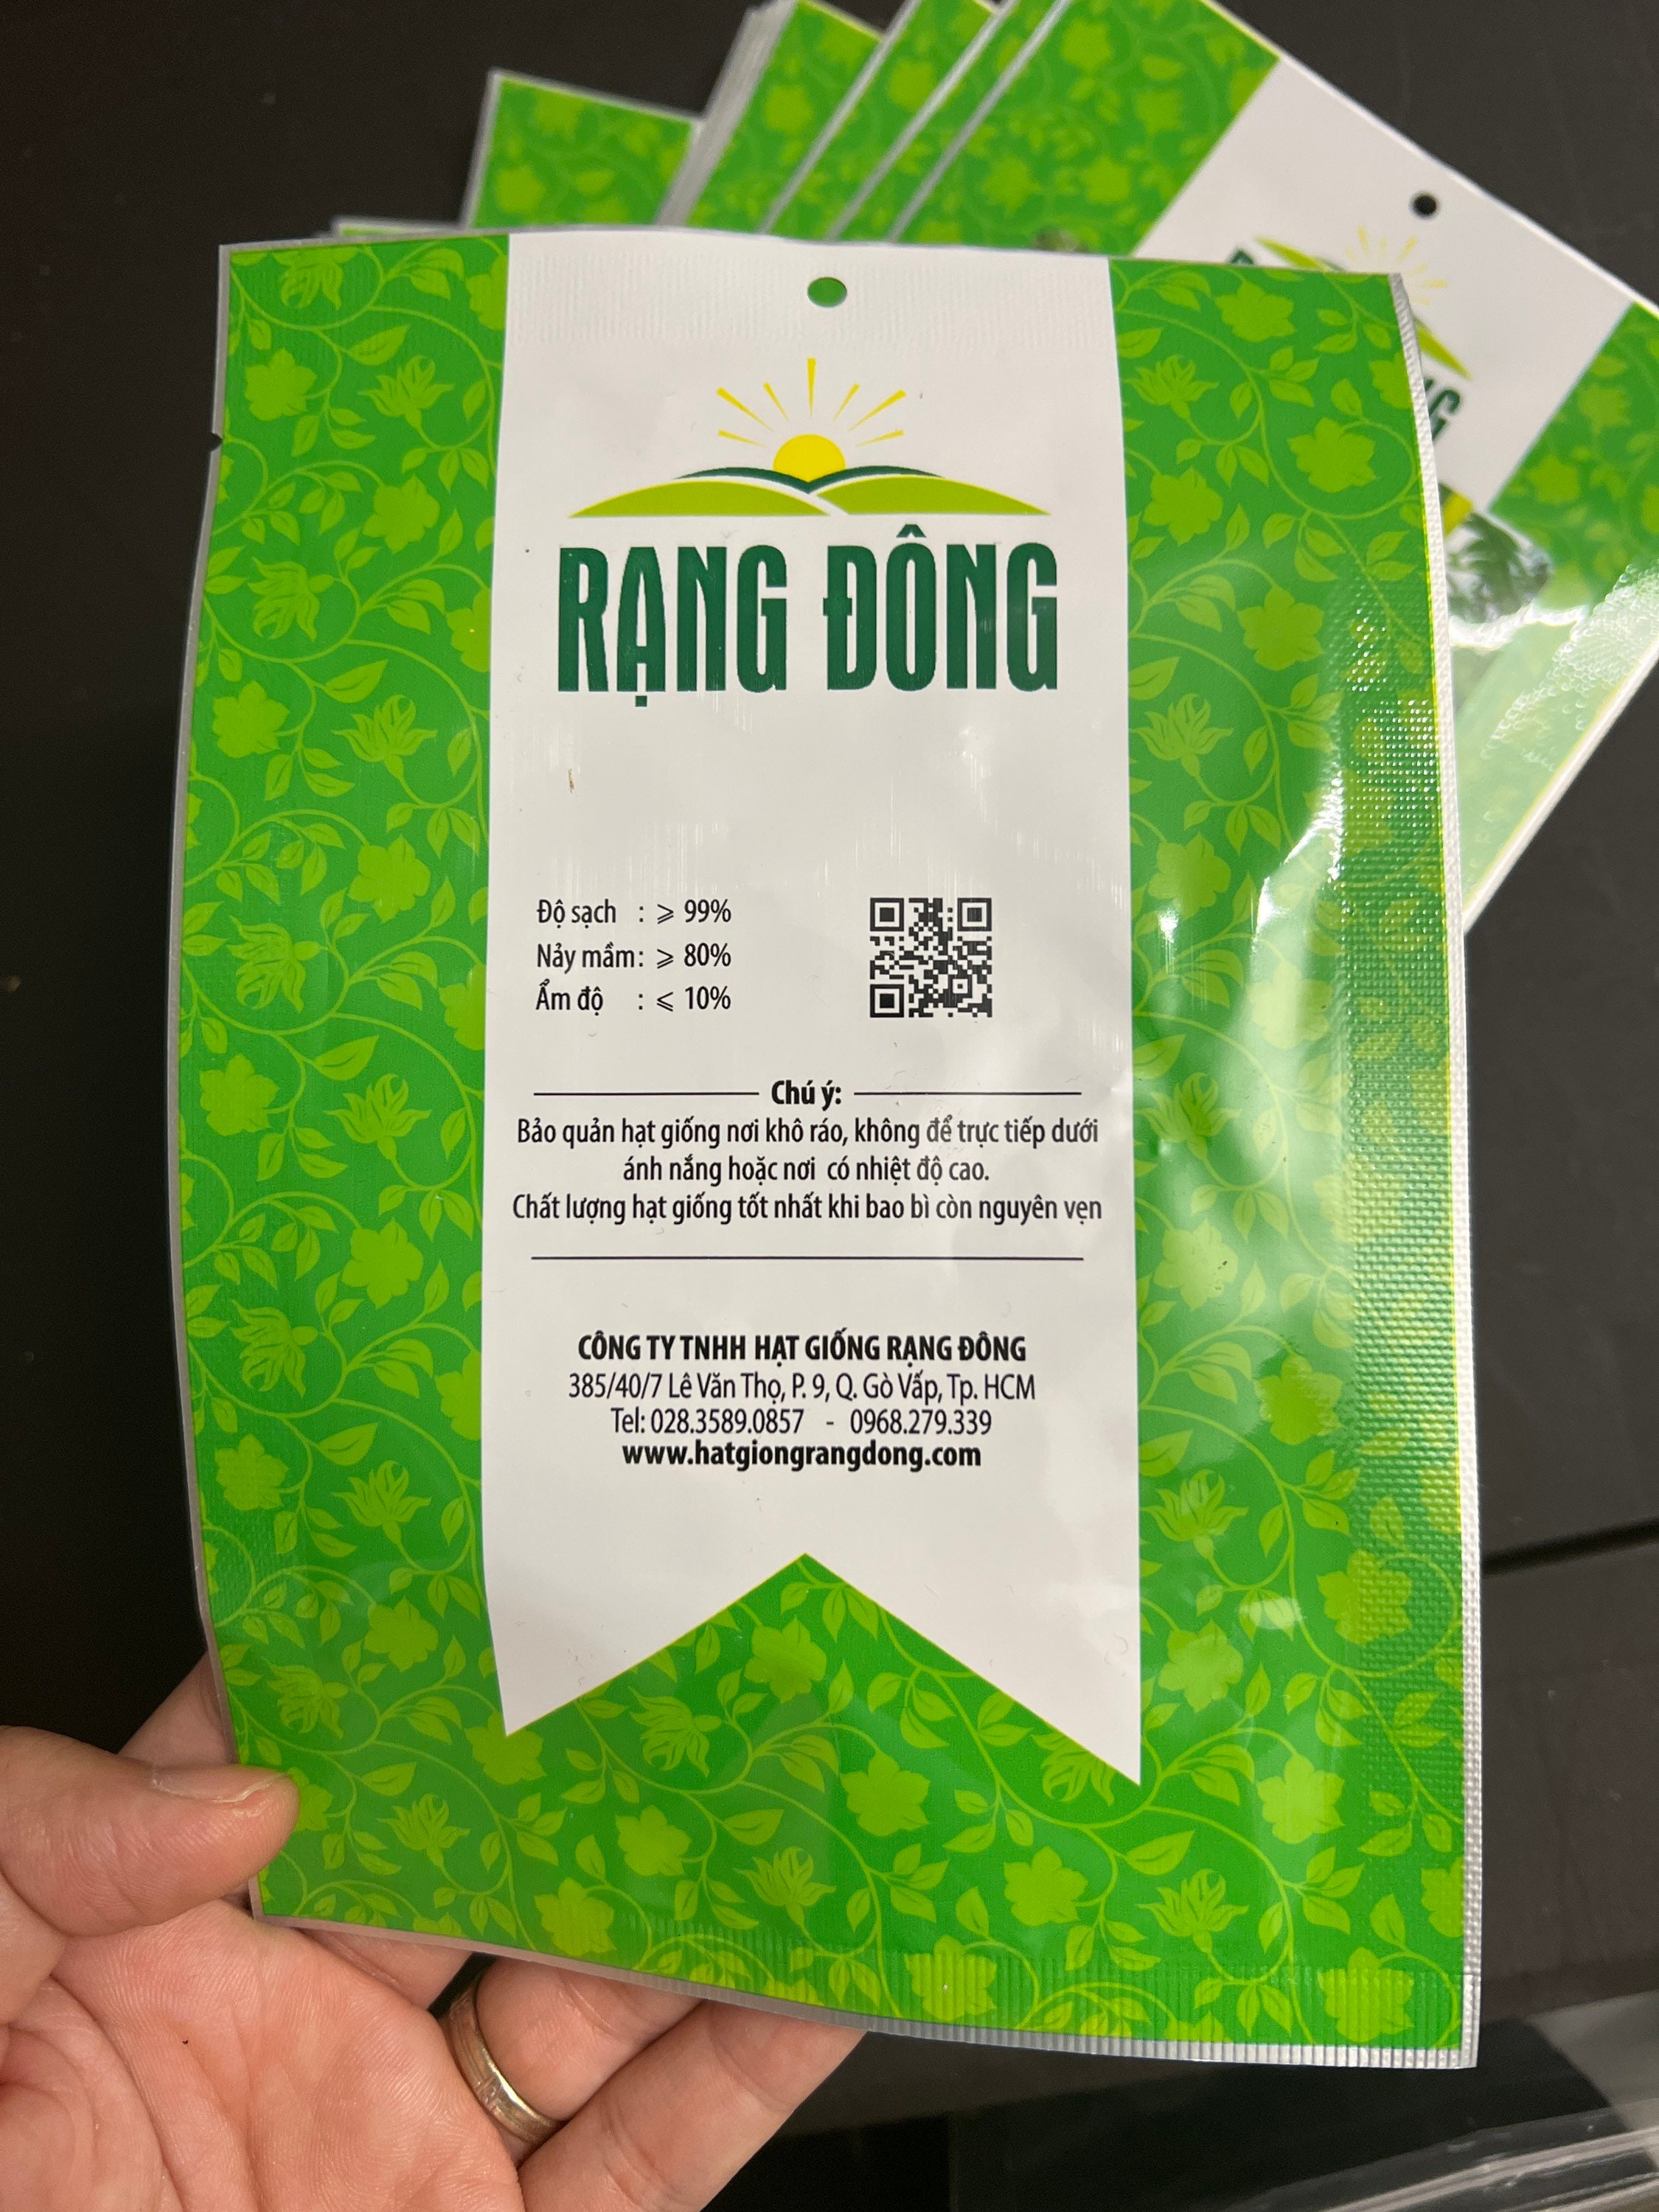 RẠNG ĐÔNG
Độ sạch : ⩾ 99%
Nảy mầm: ⩾ 80%
Ẩm độ : ⩽ 10%
Chú ý:
Bảo quản hạt giống nơi khô ráo, không để trực tiếp dưới
ánh nắng hoặc nơi có nhiệt độ cao.
Chất lượng hạt giống tốt nhất khi bao bì còn nguyên vẹn
CÔNG TY TNHH HẠT GIỐNG RẠNG ĐÔNG
385/40/7 Lê Văn Thọ, P. 9, Q. Gò Vấp, Tp. HCM
Tel: 028.3589.0857 - 0968.279.339
www.hatgiongrangdong.com